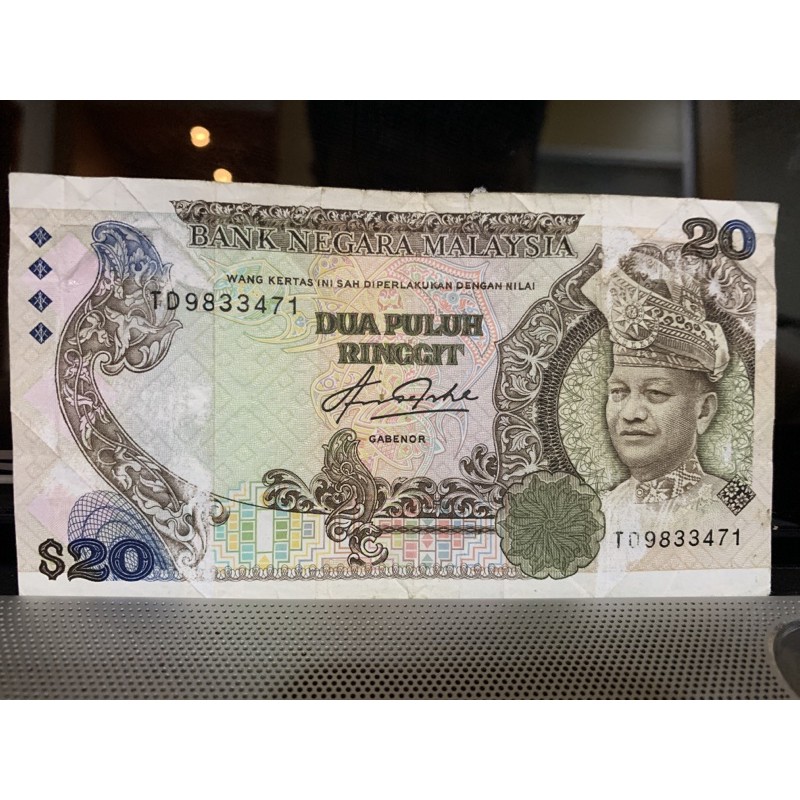 BANK NEGARA MALAYSIA
20
WANG KERTAS INI SAH DIPERLAKUKAN DENGAN NILAI
TD9833471
DUA PULUH
RINGGIT
GABENOR
$20
TD9833471